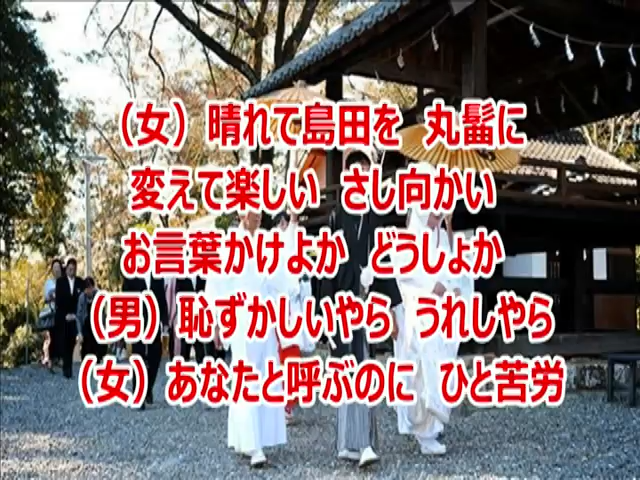 （女）晴れて島田を　丸髷に
変えて楽しい　さし向かい
お言葉かけよか　どうしょか
（男）恥ずかしいやら　うれしやら
（女）あなたと呼ぶのに　ひと苦労